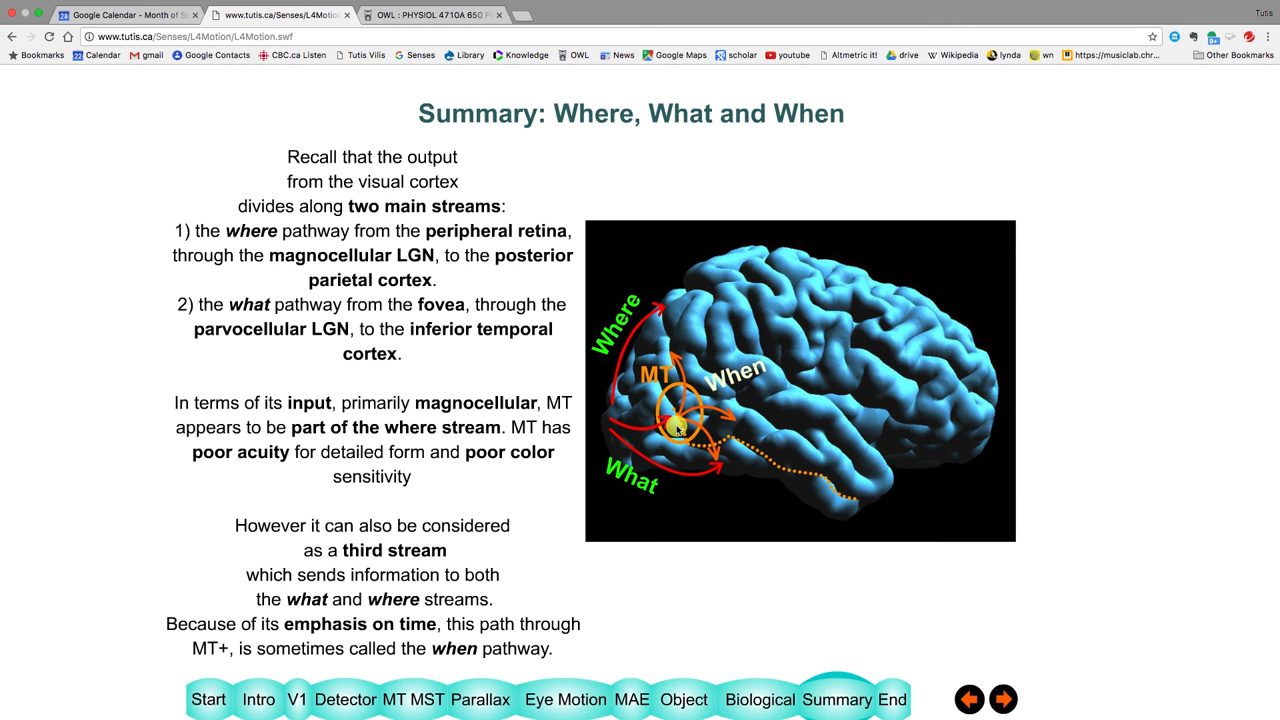 Google Calendar - Month of S
www.tutis.ca/Senses/L4Motio
OWL : PHYSIOL 4710A 650 F
Tutis
www.tutis.ca/Senses/L4Motion/L4Motion.swf
Bookmarks Calendar gmail Google Contacts CBC.ca Listen Tutis Vilis Senses Library Knowledge OWL News Google Maps scholar youtube Altmetric it! drive Wikipedia lynda wn https://musiclab.chr... Other Bookmarks
Summary: Where, What and When
Recall that the output
from the visual cortex
divides along two main streams:
1) the where pathway from the peripheral retina,
through the magnocellular LGN, to the posterior
parietal cortex.
2) the what pathway from the fovea, through the
parvocellular LGN, to the inferior temporal
cortex.
In terms of its input, primarily magnocellular, MT
appears to be part of the where stream. MT has
poor acuity for detailed form and poor color
sensitivity
However it can also be considered
as a third stream
which sends information to both
the what and where streams.
Because of its emphasis on time, this path through
MT+, is sometimes called the when pathway.
Where
MT
When
What
Start Intro V1 Detector MT MST Parallax Eye Motion MAE Object Biological Summary End